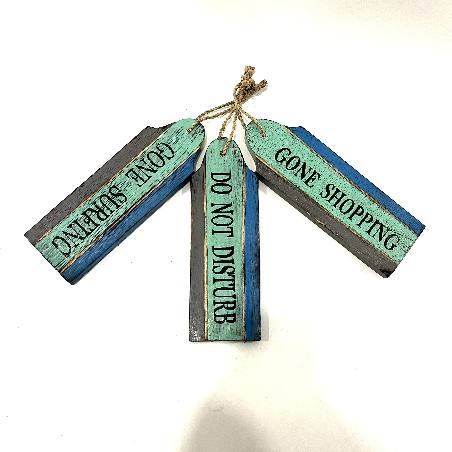 GONE SURFING
DO NOT DISTURB
GONE SHOPPING